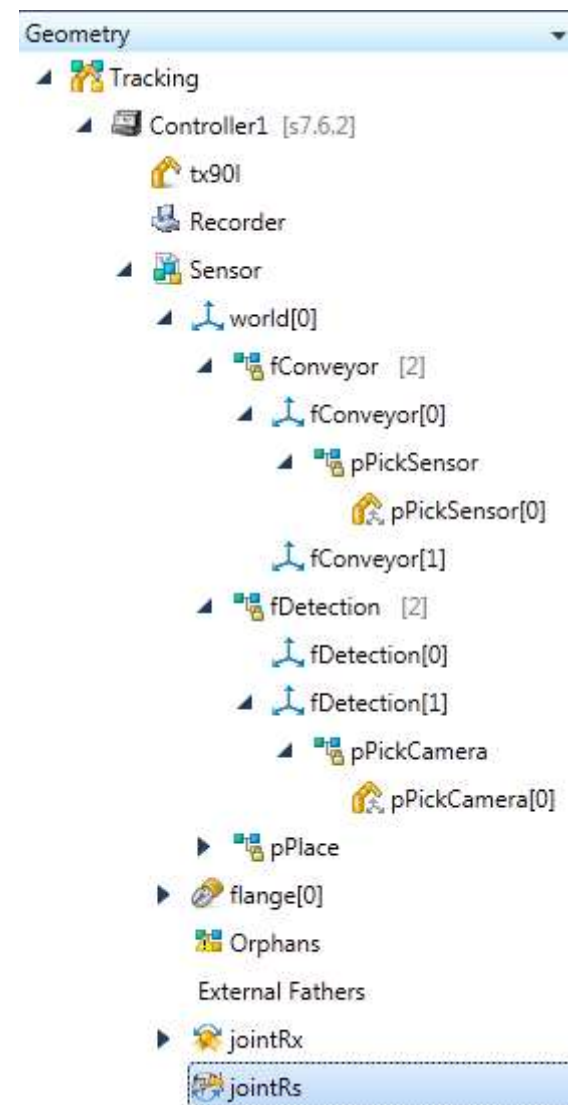 Geometry
Tracking
Controller1 [s7.6.2]
tx90l
Recorder
Sensor
world[0]
fConveyor [2]
fConveyor[0]
pPickSensor
pPickSensor[0]
fConveyor[1]
fDetection [2]
fDetection[0]
fDetection[1]
pPickCamera
pPickCamera[0]
pPlace
flange[0]
Orphans
External Fathers
jointRx
jointRs